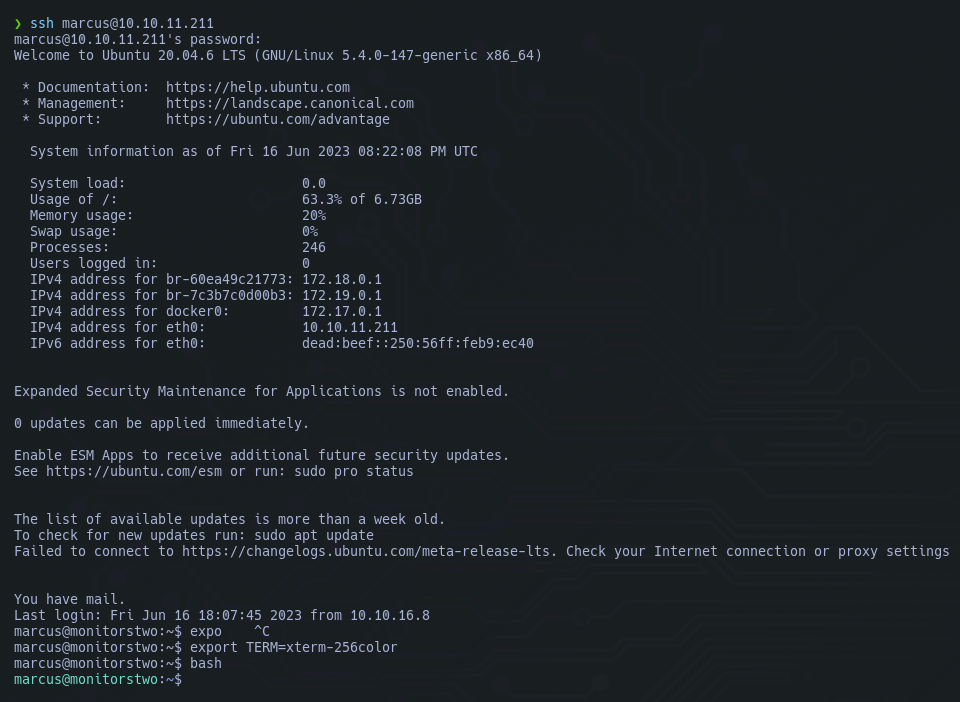 ❯ ssh marcus@10.10.11.211
marcus@10.10.11.211's password:
Welcome to Ubuntu 20.04.6 LTS (GNU/Linux 5.4.0-147-generic x86_64)
* Documentation:  https://help.ubuntu.com
* Management:     https://landscape.canonical.com
* Support:        https://ubuntu.com/advantage
System information as of Fri 16 Jun 2023 08:22:08 PM UTC
System load:                      0.0
Usage of /:                       63.3% of 6.73GB
Memory usage:                     20%
Swap usage:                       0%
Processes:                        246
Users logged in:                  0
IPv4 address for br-60ea49c21773: 172.18.0.1
IPv4 address for br-7c3b7c0d00b3: 172.19.0.1
IPv4 address for docker0:         172.17.0.1
IPv4 address for eth0:            10.10.11.211
IPv6 address for eth0:            dead:beef::250:56ff:feb9:ec40
Expanded Security Maintenance for Applications is not enabled.
0 updates can be applied immediately.
Enable ESM Apps to receive additional future security updates.
See https://ubuntu.com/esm or run: sudo pro status
The list of available updates is more than a week old.
To check for new updates run: sudo apt update
Failed to connect to https://changelogs.ubuntu.com/meta-release-lts. Check your Internet connection or proxy settings
You have mail.
Last login: Fri Jun 16 18:07:45 2023 from 10.10.16.8
marcus@monitorstwo:~$ expo    ^C
marcus@monitorstwo:~$ export TERM=xterm-256color
marcus@monitorstwo:~$ bash
marcus@monitorstwo:~$